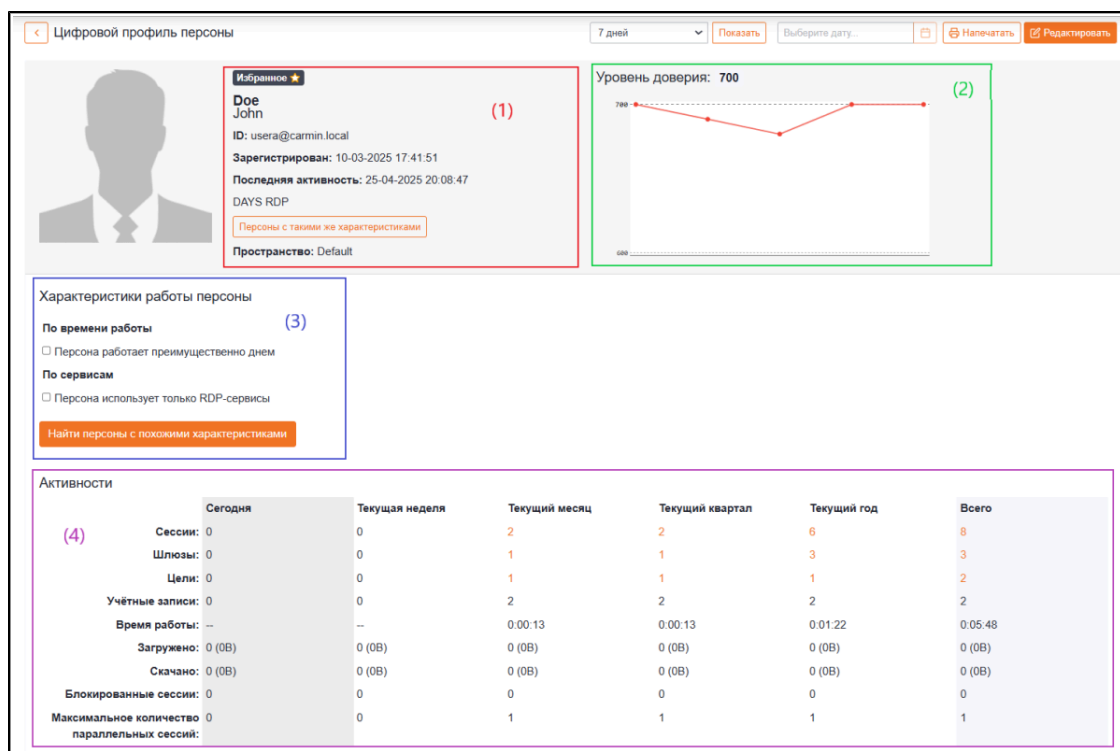 Цифровой профиль персоны
7 дней
Показать
Выберите дату...
Напечатать
Редактировать
Избранное
(1)
Doe
John
ID: usera@carmin.local
Зарегистрирован: 10-03-2025 17:41:51
Последняя активность: 25-04-2025 20:08:47
DAYS RDP
Персоны с такими же характеристиками
Пространство: Default
Уровень доверия: 700
(2)
700
600
Характеристики работы персоны
(3)
По времени работы
Персона работает преимущественно днем
По сервисам
Персона использует только RDP-сервисы
Найти персоны с похожими характеристиками
Активности
(4)
Сегодня Текущая неделя Текущий месяц Текущий квартал Текущий год Всего
Сессии: 0 0 2 2 6 8
Шлюзы: 0 0 1 1 3 3
Цели: 0 0 1 1 1 2
Учётные записи: 0 0 2 2 2 2
Время работы: -- -- 0:00:13 0:00:13 0:01:22 0:05:48
Загружено: 0 (0B) 0 (0B) 0 (0B) 0 (0B) 0 (0B) 0 (0B)
Скачано: 0 (0B) 0 (0B) 0 (0B) 0 (0B) 0 (0B) 0 (0B)
Блокированные сессии: 0 0 0 0 0 0
Максимальное количество 0 0 1 1 1 1
параллельных сессий: